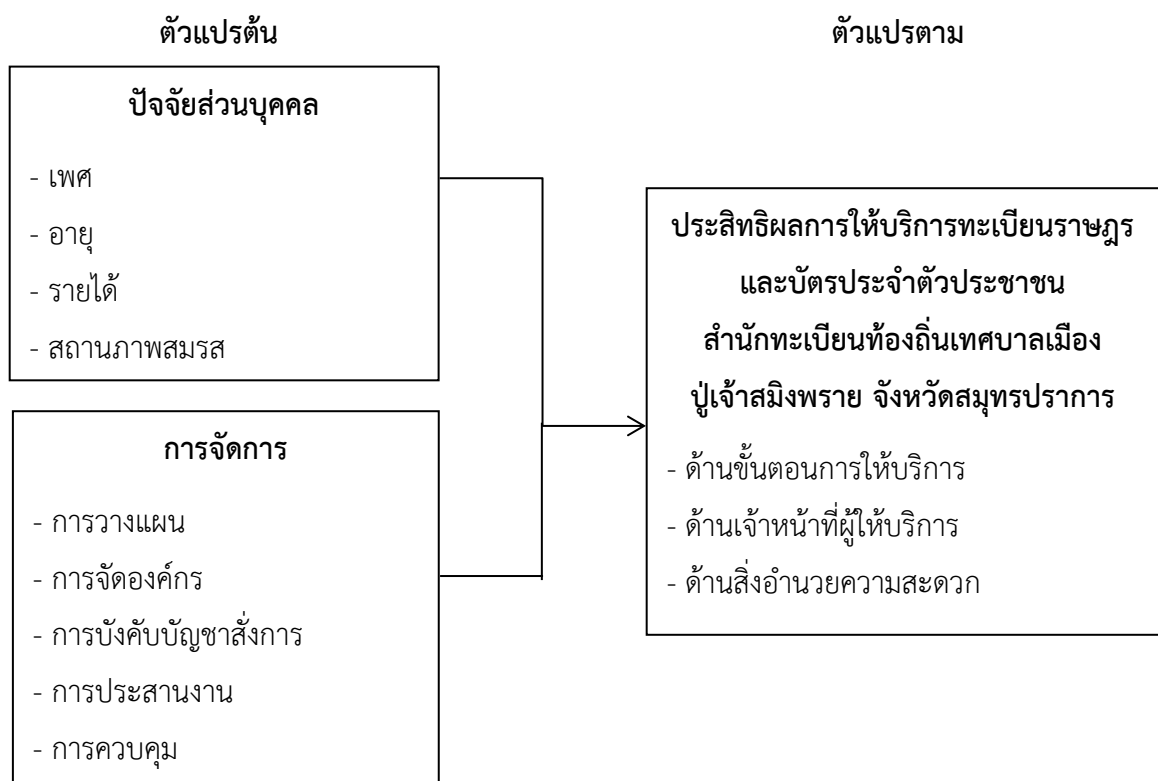 ตัวแปรต้น
ตัวแปรตาม
ปัจจัยส่วนบุคคล
- เพศ
- อายุ
- รายได้
- สถานภาพสมรส
การจัดการ
- การวางแผน
- การจัดองค์กร
- การบังคับบัญชาสั่งการ
- การประสานงาน
- การควบคุม
ประสิทธิผลการให้บริการทะเบียนราษฎร
และบัตรประจำตัวประชาชน
สำนักทะเบียนท้องถิ่นเทศบาลเมือง
ปู่เจ้าสมิงพราย จังหวัดสมุทรปราการ
- ด้านขั้นตอนการให้บริการ
- ด้านเจ้าหน้าที่ผู้ให้บริการ
- ด้านสิ่งอำนวยความสะดวก